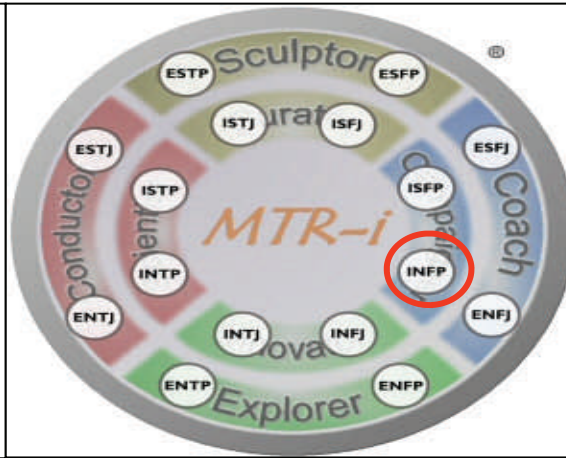 Sculptor
®
ESTP
ESFP
ISTJ
ISFJ
ESTJ
ESFJ
ISTP
ISFP
Conductor
Coach
MTR-i
INTP
INFP
ENTJ
ENFJ
INTJ
INFJ
ENTP
ENFP
Explorer